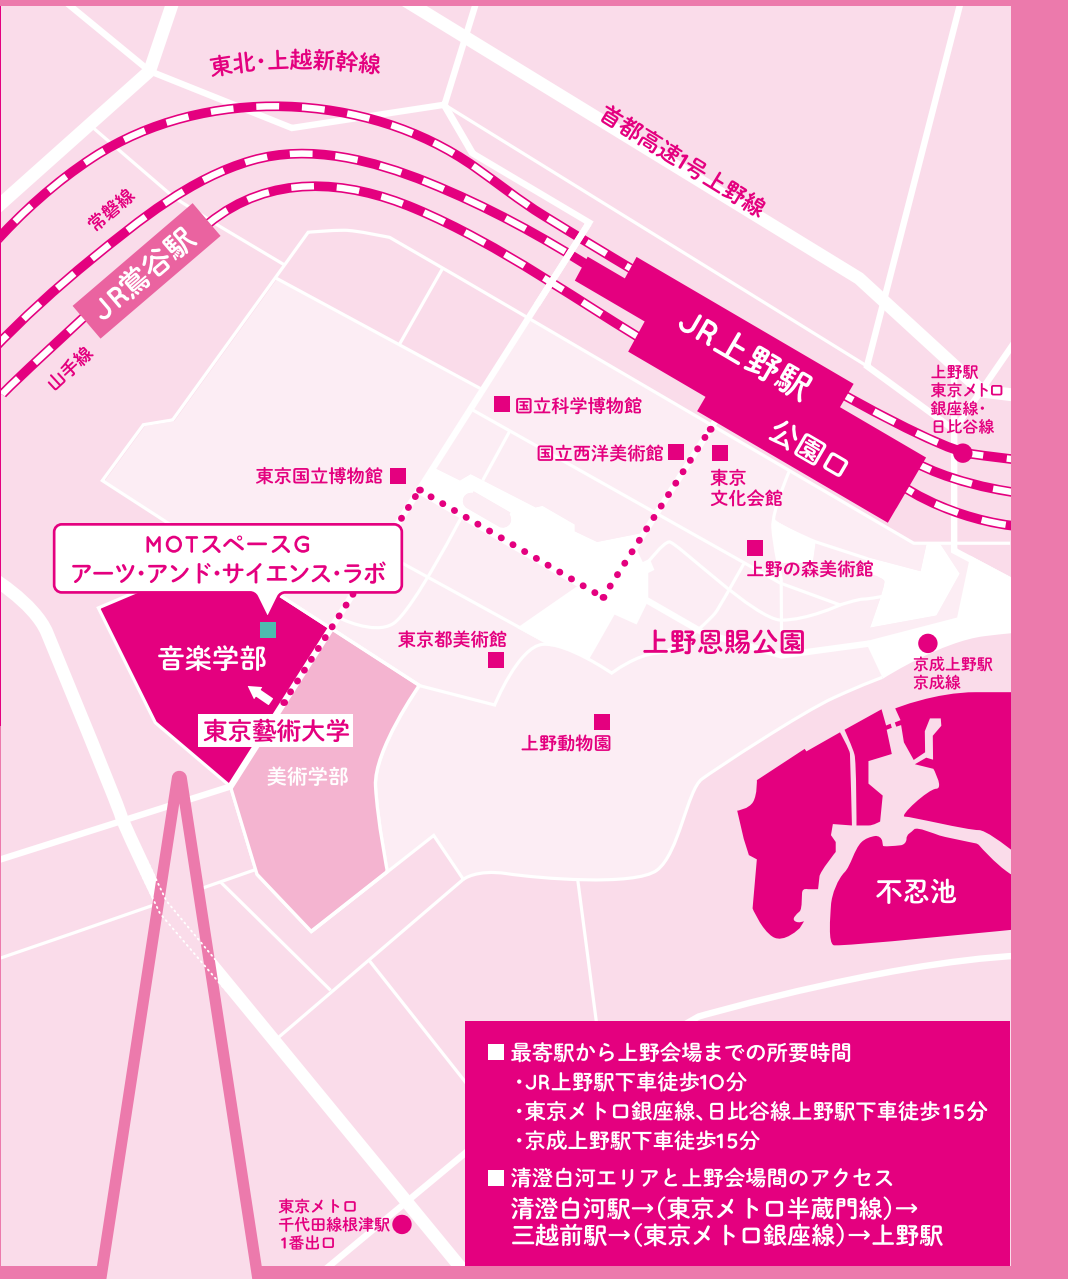 東北・上越新幹線
首都高速1号上野線
常磐線
JR鶯谷駅
山手線
JR上野駅
公園口
上野駅
東京メトロ
銀座線・
日比谷線
国立科学博物館
国立西洋美術館
東京国立博物館
東京
文化会館
MOTスペースG
アーツ・アンド・サイエンス・ラボ
上野の森美術館
東京都美術館
上野恩賜公園
音楽学部
京成上野駅
京成線
東京藝術大学
上野動物園
美術学部
不忍池
最寄駅から上野会場までの所要時間
・JR上野駅下車徒歩10分
・東京メトロ銀座線、日比谷線上野駅下車徒歩15分
・京成上野駅下車徒歩15分
清澄白河エリアと上野会場間のアクセス
清澄白河駅→(東京メトロ半蔵門線)→
三越前駅→(東京メトロ銀座線)→上野駅
東京メトロ
千代田線根津駅
1番出口